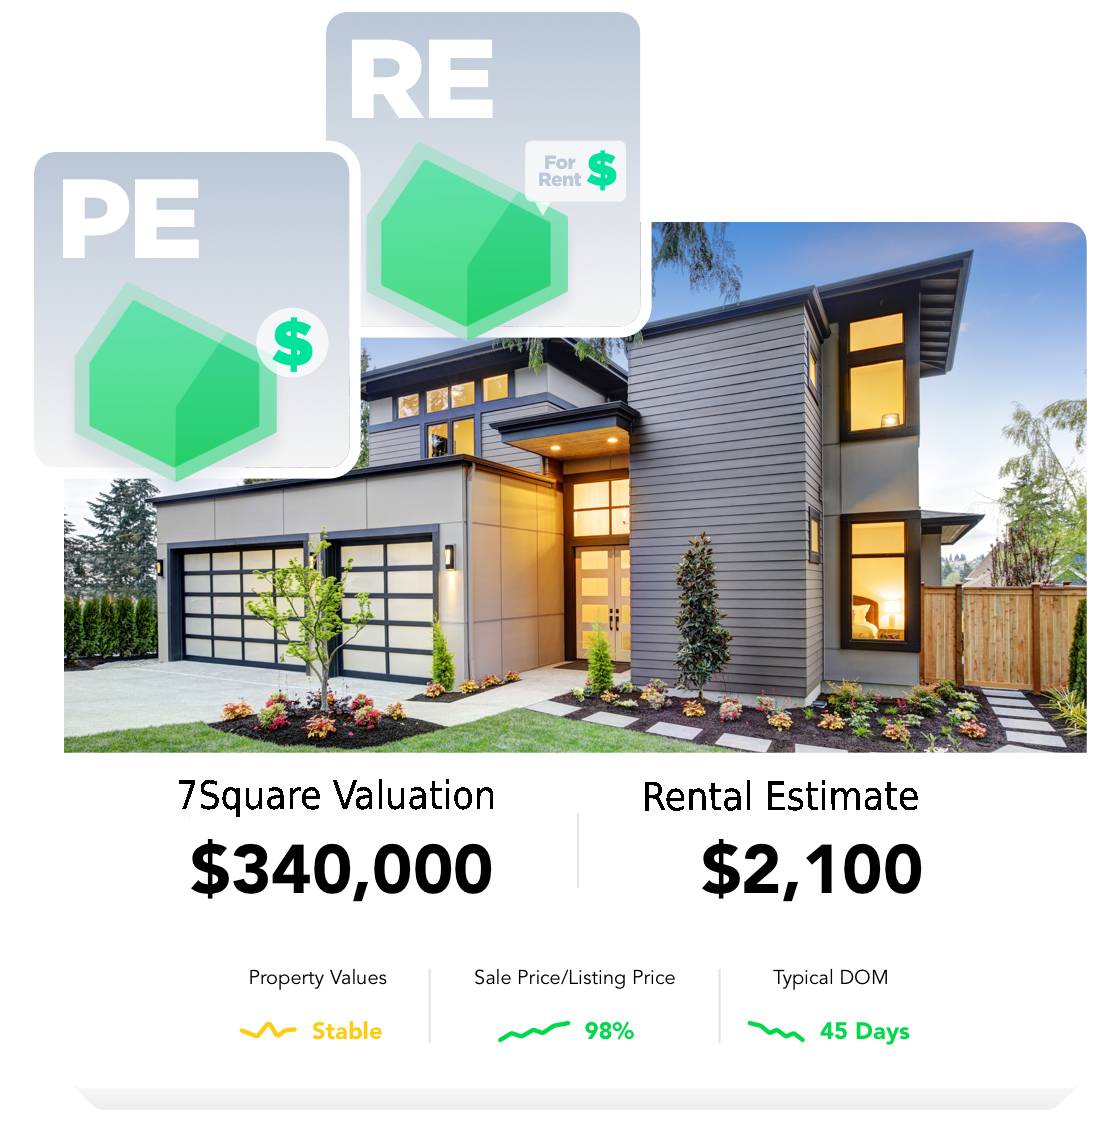 RE
For
Rent $
PE
$
7Square Valuation
$340,000
Rental Estimate
$2,100
Property Values
Stable
Sale Price/Listing Price
98%
Typical DOM
45 Days